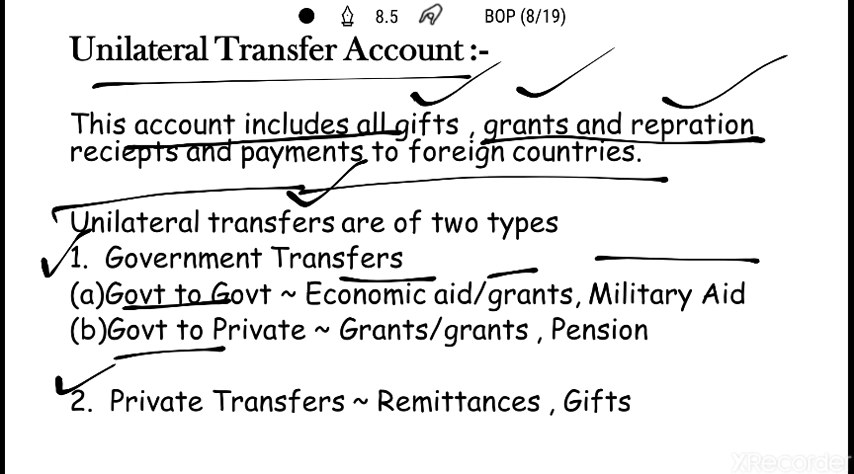 8.5 BOP (8/19)
Unilateral Transfer Account :-
This account includes all gifts , grants and repration
reciepts and payments to foreign countries.
Unilateral transfers are of two types
1. Government Transfers
(a)Govt to Govt ~ Economic aid/grants, Military Aid
(b)Govt to Private ~ Grants/grants , Pension
2. Private Transfers ~ Remittances , Gifts
XRecorder